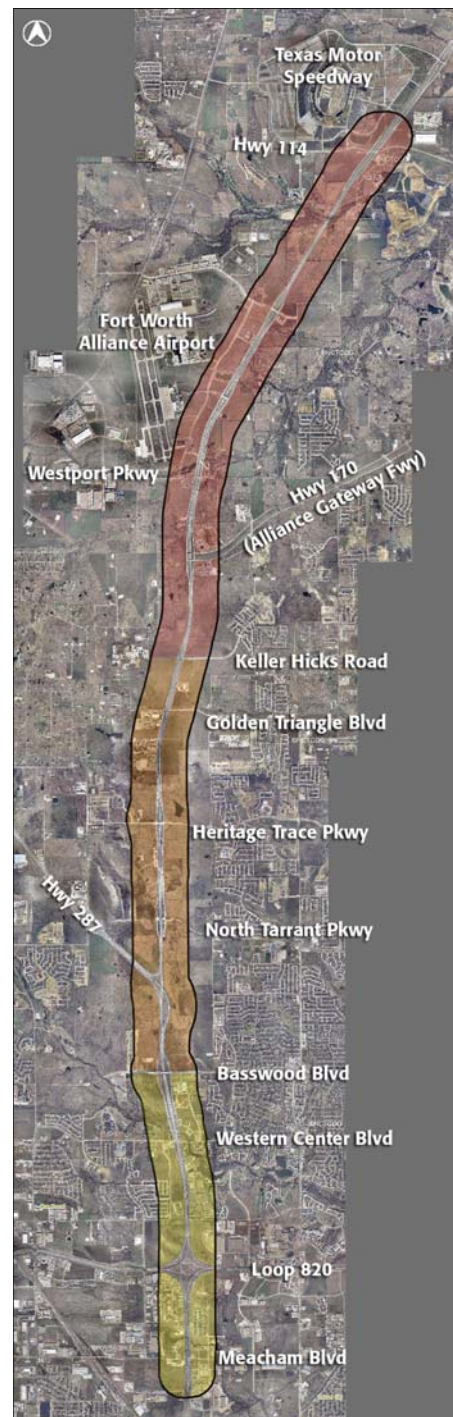 Texas Motor
Speedway
Hwy 114
Fort Worth
Alliance Airport
Westport Pkwy
Hwy 170
(Alliance Gateway Fwy)
Keller Hicks Road
Golden Triangle Blvd
Heritage Trace Pkwy
Hwy 287
North Tarrant Pkwy
Basswood Blvd
Western Center Blvd
Loop 820
Meacham Blvd